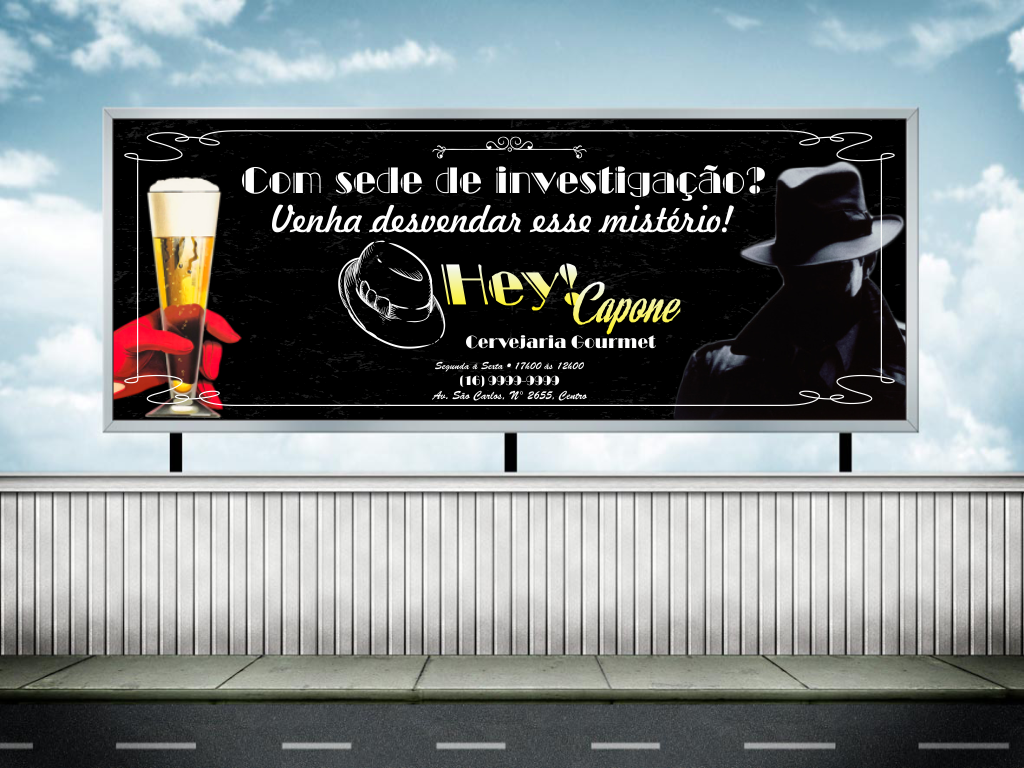 Com sede de investigação?
Venha desvendar esse mistério!
Hey!
Capone
Cervejaria Gourmet
Segunda à Sexta • 17h00 às 12h00
(16) 9999-9999
Av. São Carlos, Nº 2655, Centro